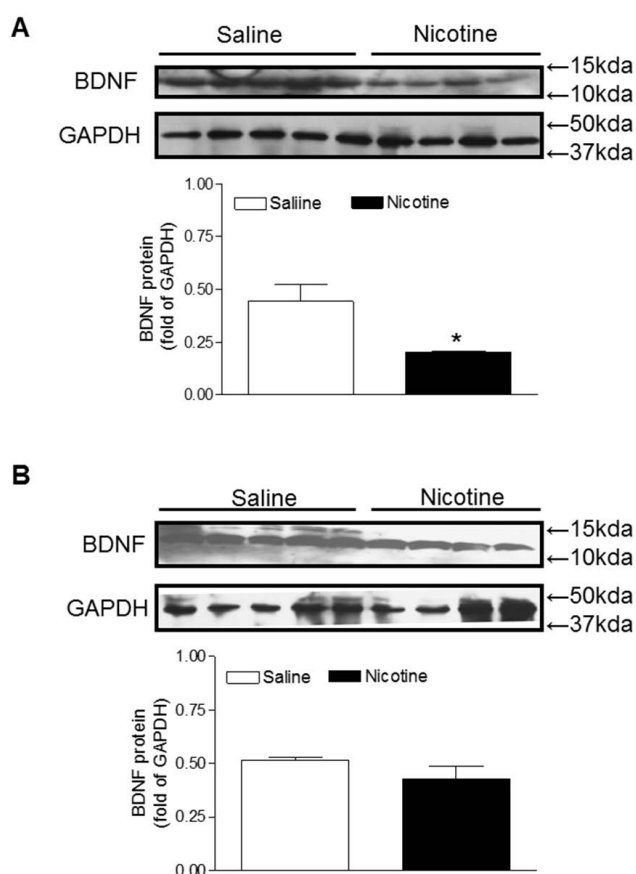 A
Saline Nicotine
BDNF ←15kda
←10kda
GAPDH ←50kda
←37kda
1.00
Saliine Nicotine
0.75
0.50
0.25
0.00
BDNF protein
(fold of GAPDH)
*
B
Saline Nicotine
BDNF ←15kda
←10kda
GAPDH ←50kda
←37kda
1.00
Saline Nicotine
0.75
0.50
0.25
0.00
BDNF protein
(fold of GAPDH)